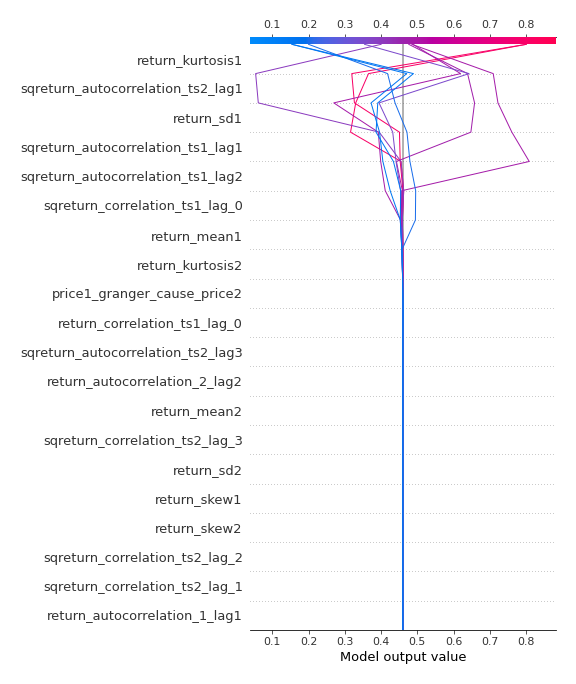 0.1 0.2 0.3 0.4 0.5 0.6 0.7 0.8
return_kurtosis1
sqreturn_autocorrelation_ts2_lag1
return_sd1
sqreturn_autocorrelation_ts1_lag1
sqreturn_autocorrelation_ts1_lag2
sqreturn_correlation_ts1_lag_0
return_mean1
return_kurtosis2
price1_granger_cause_price2
return_correlation_ts1_lag_0
sqreturn_autocorrelation_ts2_lag3
return_autocorrelation_2_lag2
return_mean2
sqreturn_correlation_ts2_lag_3
return_sd2
return_skew1
return_skew2
sqreturn_correlation_ts2_lag_2
sqreturn_correlation_ts2_lag_1
return_autocorrelation_1_lag1
0.1 0.2 0.3 0.4 0.5 0.6 0.7 0.8
Model output value